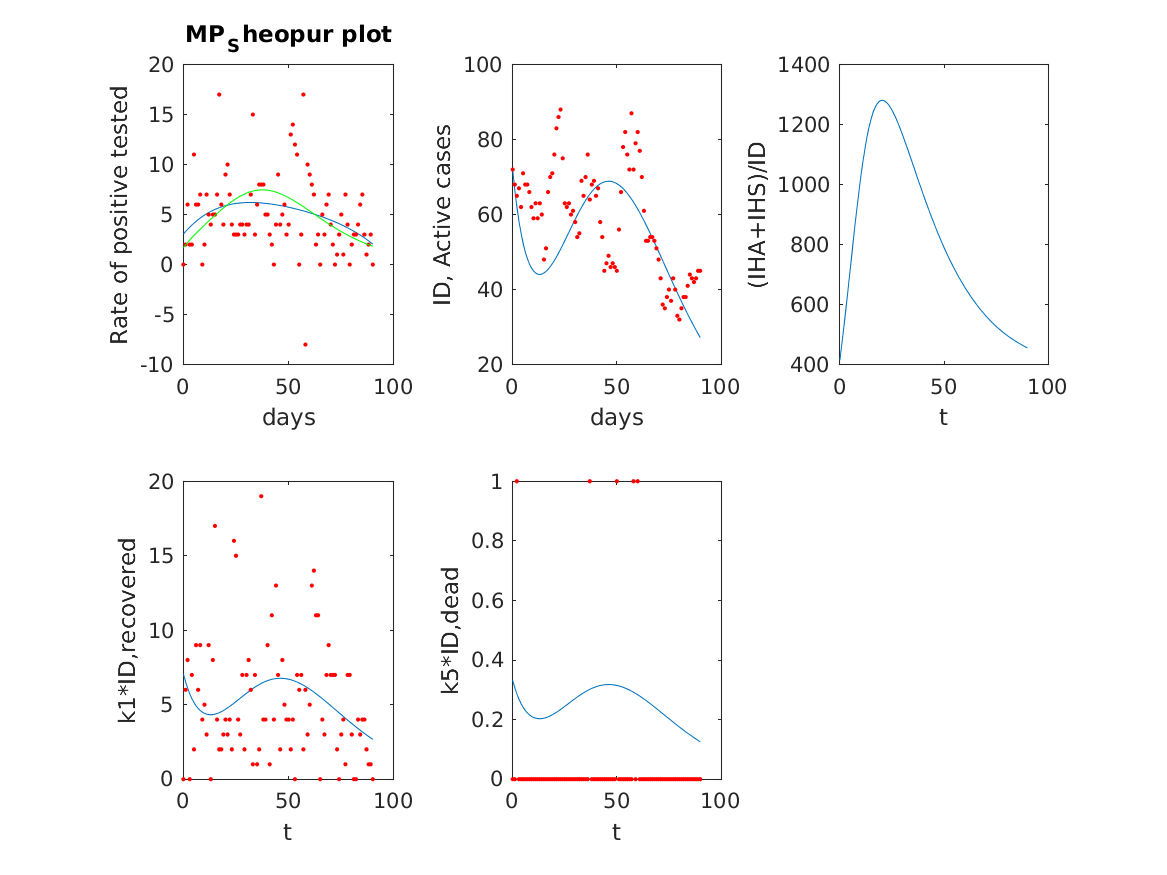 MPSheopur plot
Rate of positive tested
20
15
10
5
0
-5
-10
0 50 100
days
ID, Active cases
100
80
60
40
20
0 50 100
days
(IHA+IHS)/ID
1400
1200
1000
800
600
400
0 50 100
t
k1*ID,recovered
20
15
10
5
0
0 50 100
t
k5*ID,dead
1
0.8
0.6
0.4
0.2
0
0 50 100
t